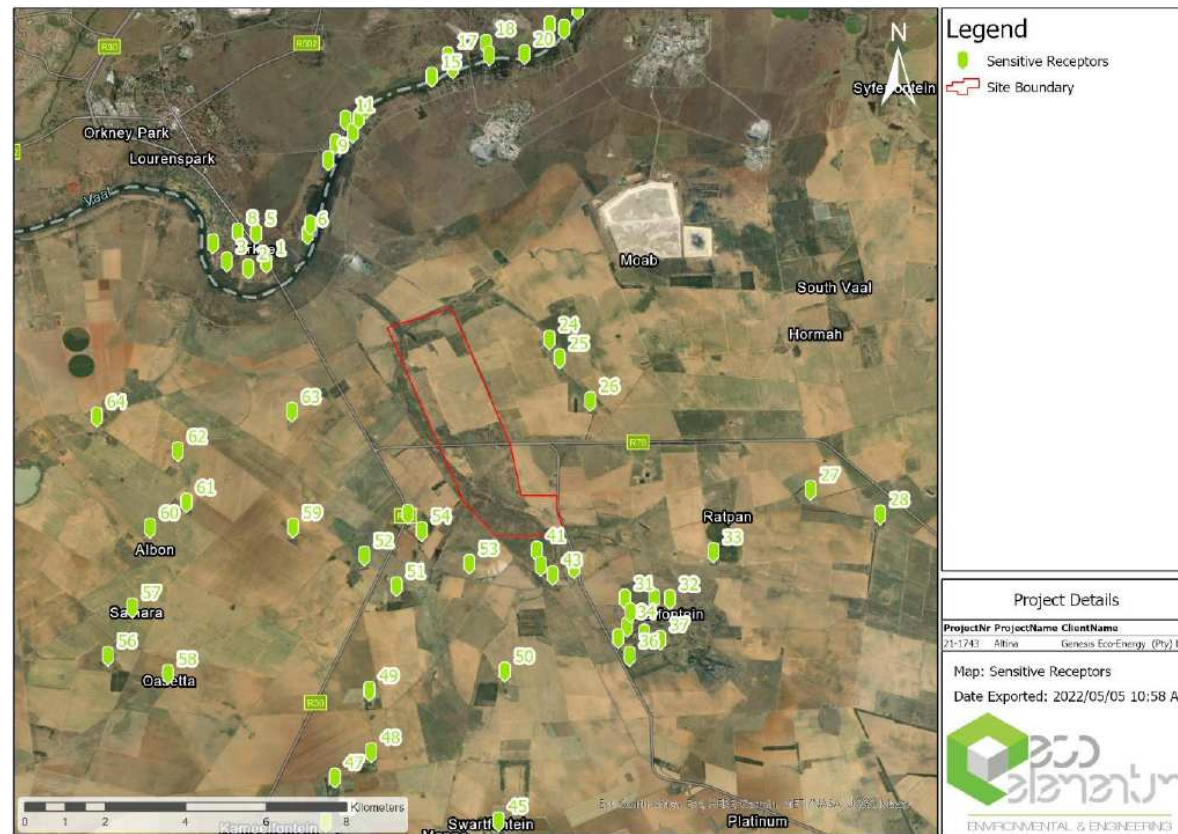 Legend
Sensitive Receptors
Site Boundary
N
R30
R502
18
17
20
15
Syferfontein
Orkney Park
11
Lourenspark
9
Vaal
6
8
5
3
2
1
Moab
South Vaal
24
Hormah
25
26
63
64
R76
62
61
27
28
60
59
54
Ratpan
Albon
52
41
33
53
43
51
31
32
57
34
37
56
36
58
50
Oasetta
49
R30
48
47
Kilometers
0 1 2 4 6 8
45
Swartfontein
Platinum
Project Details
ProjectNr ProjectName ClientName
21-1743 Altina Genesis Eco-Energy (Pty)
Map: Sensitive Receptors
Date Exported: 2022/05/05 10:58 A
eco
elementum
ENVIRONMENTAL & ENGINEERING